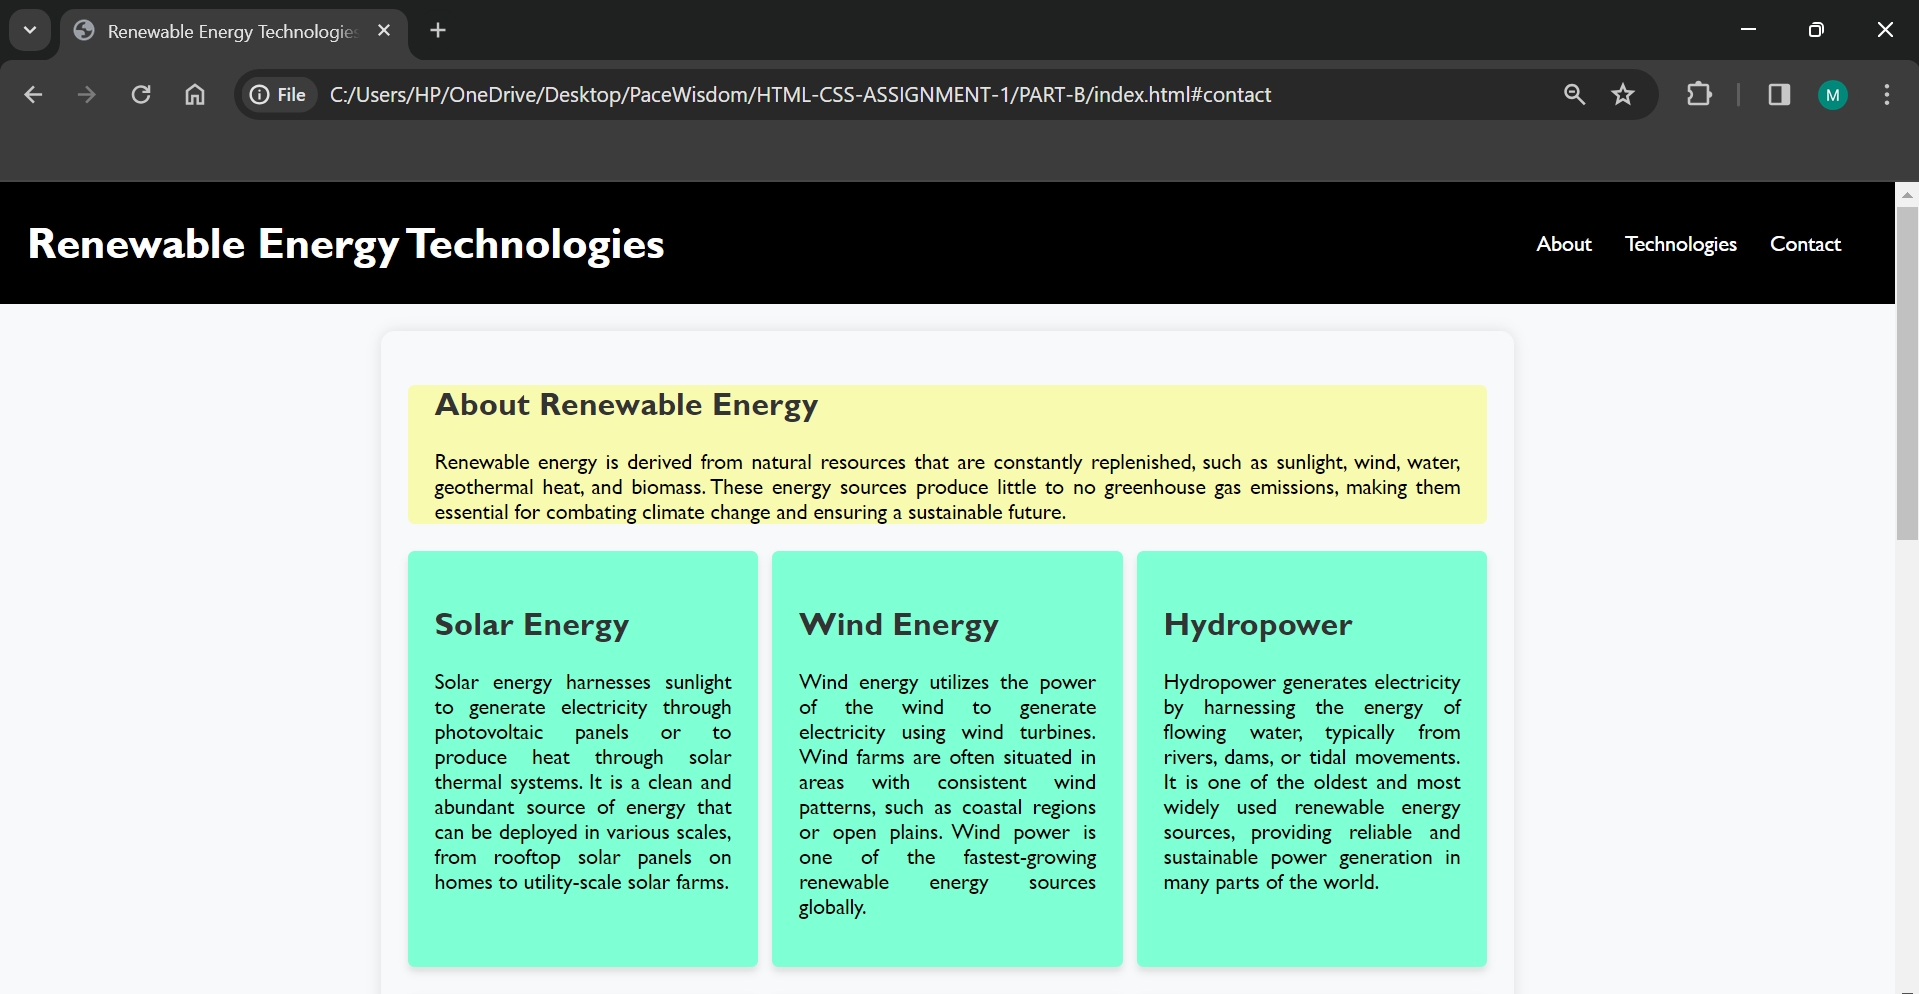 Renewable Energy Technologies
File
C:/Users/HP/OneDrive/Desktop/PaceWisdom/HTML-CSS-ASSIGNMENT-1/PART-B/index.html#contact
M
Renewable Energy Technologies
About
Technologies
Contact
About Renewable Energy
Renewable energy is derived from natural resources that are constantly replenished, such as sunlight, wind, water,
geothermal heat, and biomass. These energy sources produce little to no greenhouse gas emissions, making them
essential for combating climate change and ensuring a sustainable future.
Solar Energy
Solar energy harnesses sunlight
to generate electricity through
photovoltaic panels or to
produce heat through solar
thermal systems. It is a clean and
abundant source of energy that
can be deployed in various scales,
from rooftop solar panels on
homes to utility-scale solar farms.
Wind Energy
Wind energy utilizes the power
of the wind to generate
electricity using wind turbines.
Wind farms are often situated in
areas with consistent wind
patterns, such as coastal regions
or open plains. Wind power is
one of the fastest-growing
renewable energy sources
globally.
Hydropower
Hydropower generates electricity
by harnessing the energy of
flowing water, typically from
rivers, dams, or tidal movements.
It is one of the oldest and most
widely used renewable energy
sources, providing reliable and
sustainable power generation in
many parts of the world.